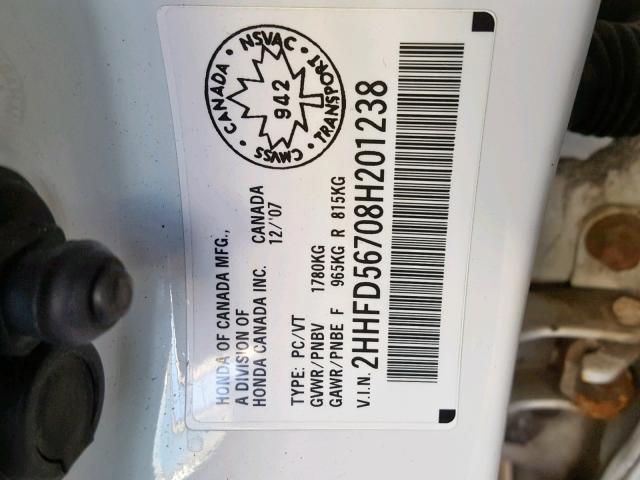 HONDA OF CANADA MFG.,
A DIVISION OF
HONDA CANADA INC. CANADA
12/'07
TYPE: PC/VT
GVWR/PNBV 1780KG
GAWR/PNBE F 965KG R 815KG
V.I.N. 2HHFD56708H201238
CANADA • NSVAC • TRANSPORT • CMVSS •
942